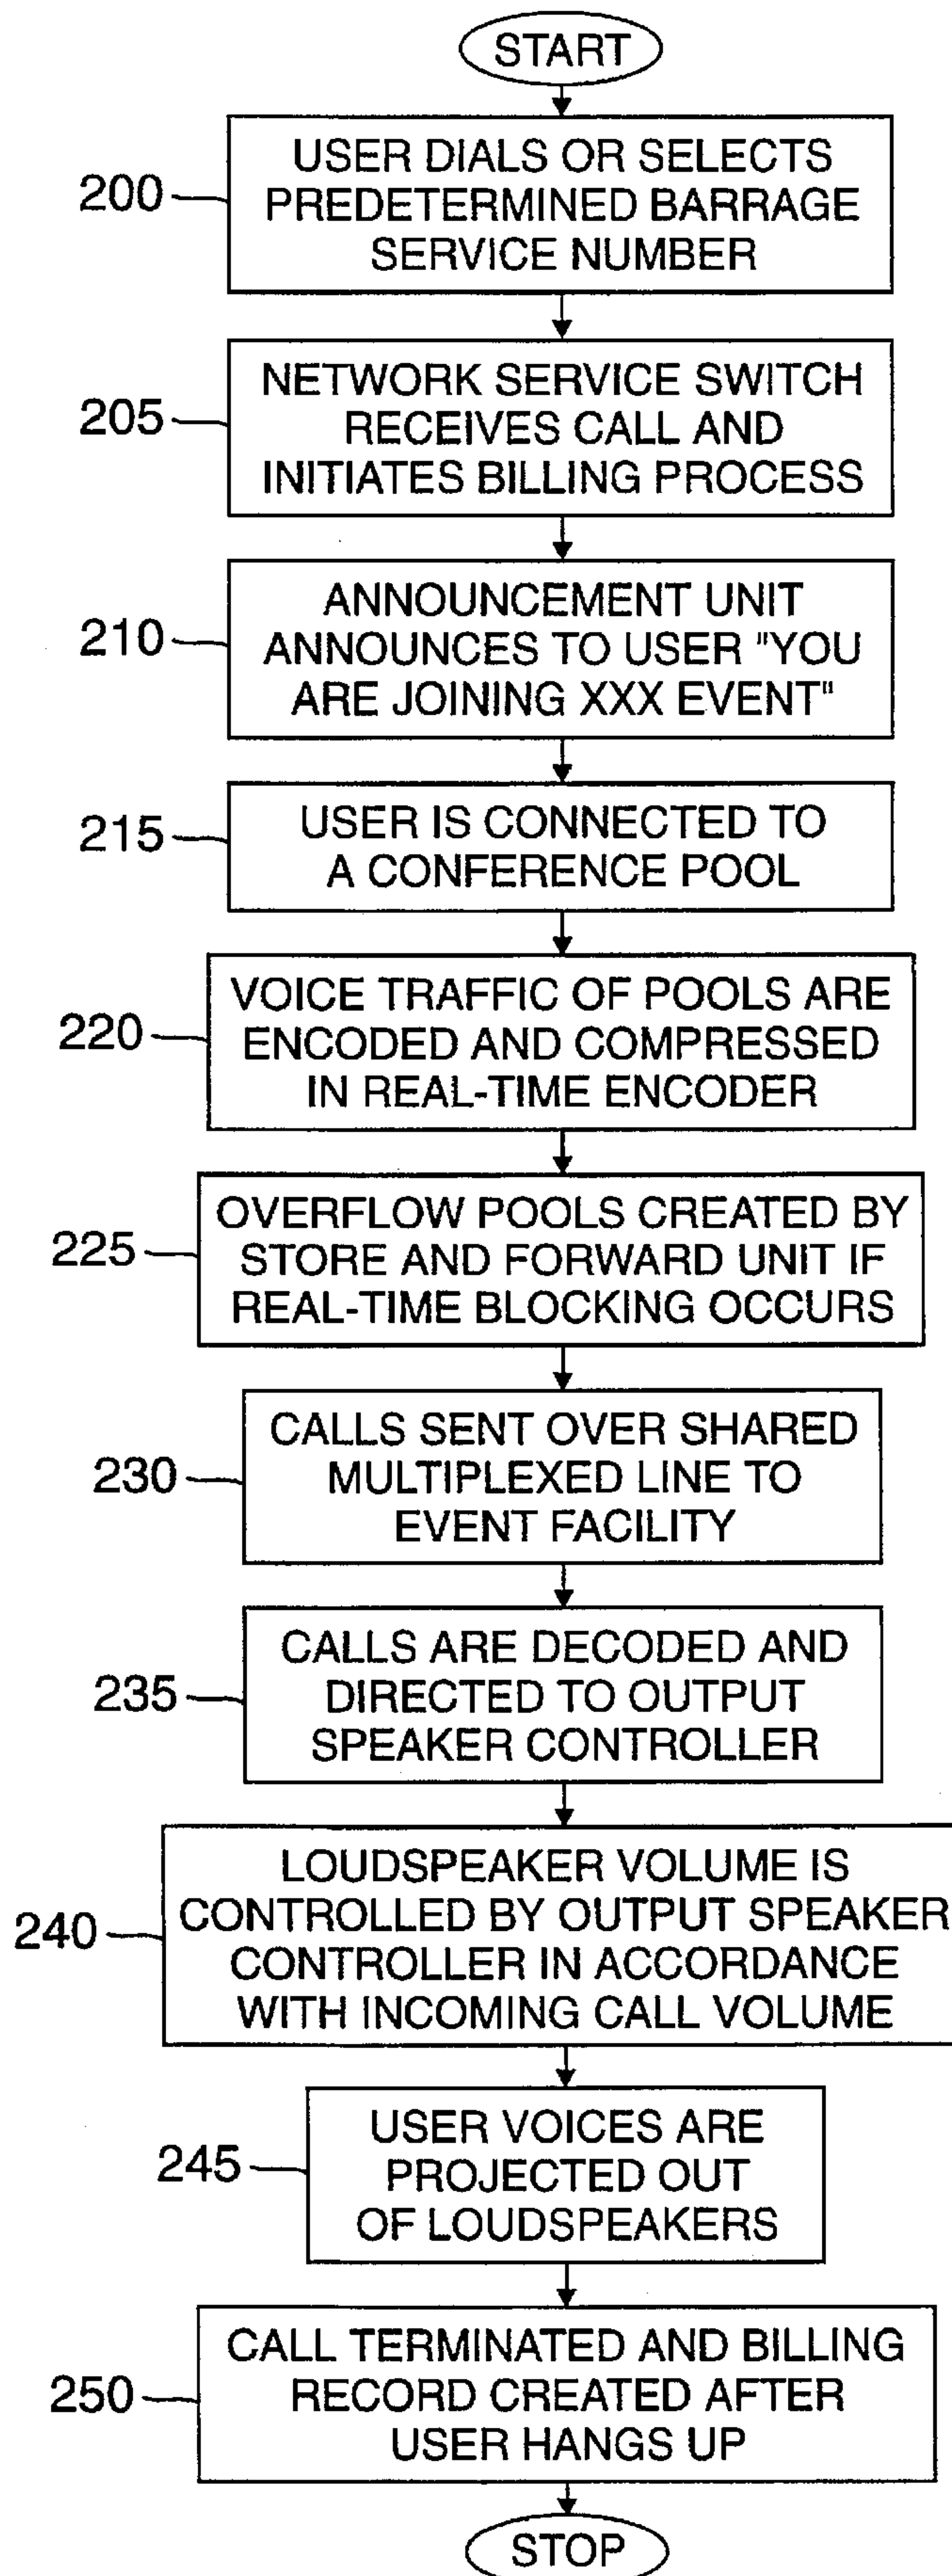 START
200
USER DIALS OR SELECTS
PREDETERMINED BARRAGE
SERVICE NUMBER
205
NETWORK SERVICE SWITCH
RECEIVES CALL AND
INITIATES BILLING PROCESS
210
ANNOUNCEMENT UNIT
ANNOUNCES TO USER "YOU
ARE JOINING XXX EVENT"
215
USER IS CONNECTED TO
A CONFERENCE POOL
220
VOICE TRAFFIC OF POOLS ARE
ENCODED AND COMPRESSED
IN REAL-TIME ENCODER
225
OVERFLOW POOLS CREATED BY
STORE AND FORWARD UNIT IF
REAL-TIME BLOCKING OCCURS
230
CALLS SENT OVER SHARED
MULTIPLEXED LINE TO
EVENT FACILITY
235
CALLS ARE DECODED AND
DIRECTED TO OUTPUT
SPEAKER CONTROLLER
240
LOUDSPEAKER VOLUME IS
CONTROLLED BY OUTPUT SPEAKER
CONTROLLER IN ACCORDANCE
WITH INCOMING CALL VOLUME
245
USER VOICES ARE
PROJECTED OUT
OF LOUDSPEAKERS
250
CALL TERMINATED AND BILLING
RECORD CREATED AFTER
USER HANGS UP
STOP